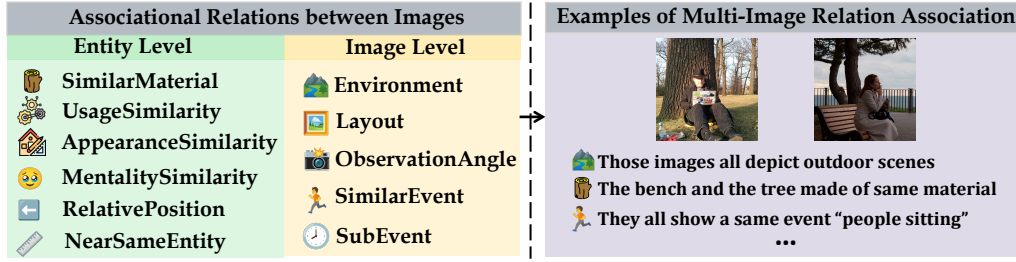 Associational Relations between Images
Entity Level
SimilarMaterial
UsageSimilarity
AppearanceSimilarity
MentalitySimilarity
RelativePosition
NearSameEntity
Image Level
Environment
Layout
ObservationAngle
SimilarEvent
SubEvent
Examples of Multi-Image Relation Association
Those images all depict outdoor scenes
The bench and the tree made of same material
They all show a same event “people sitting”
...